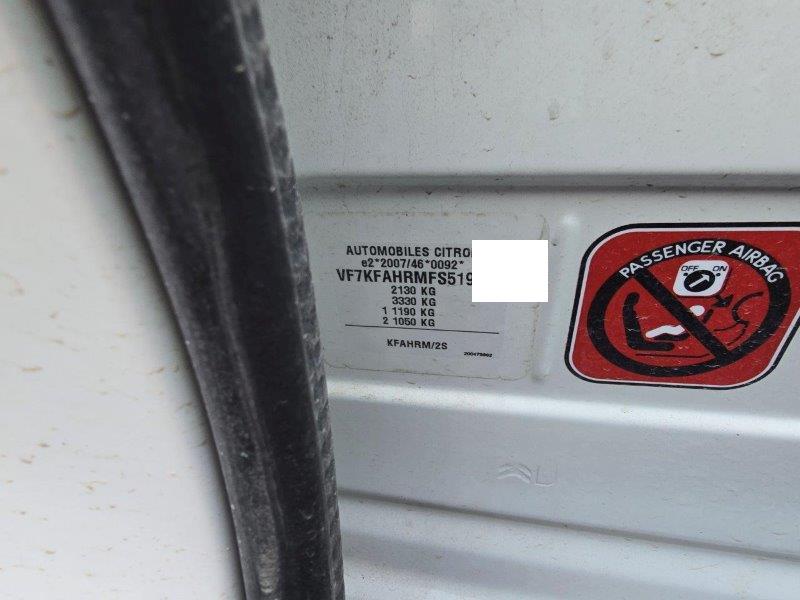 AUTOMOBILES CITRO
e2*2007/46*0092*
VF7KFAHRMFS519
2130 KG
3330 KG
1 1190 KG
2 1050 KG
KFAHRM/2S
PASSENGER AIRBAG
OFF ON